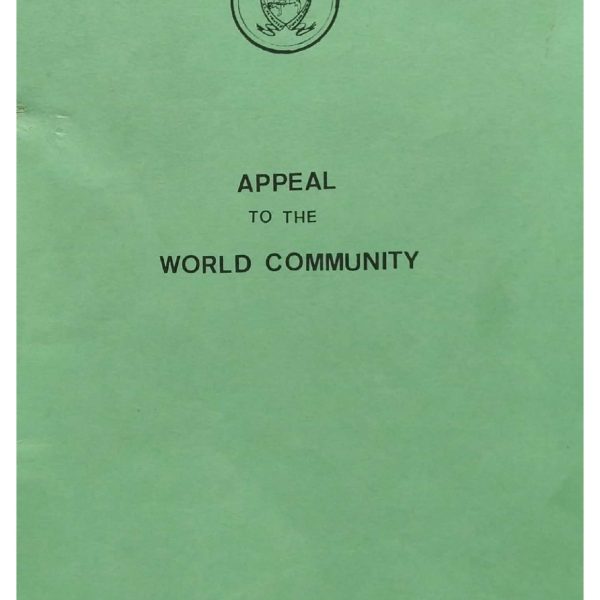 APPEAL
TO THE
WORLD COMMUNITY